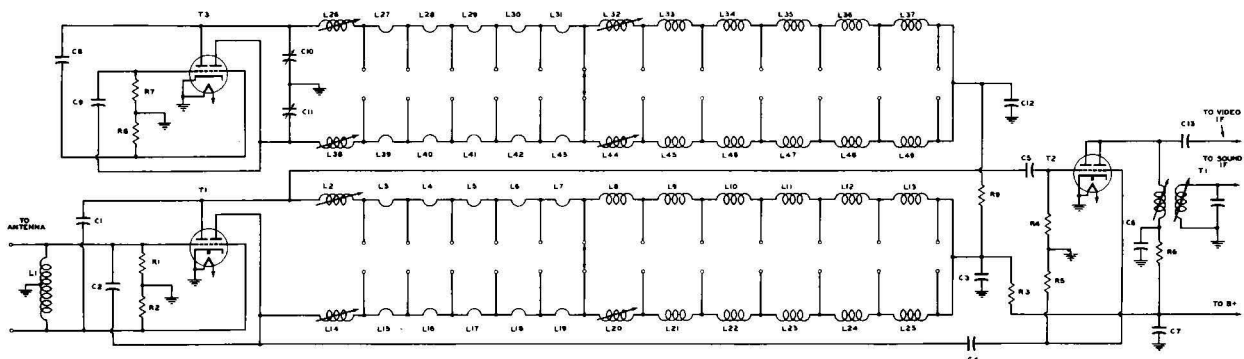 T3
L26 L27 L28 L29 L30 L31 L32 L33 L34 L35 L36 L37
C8
C10
C9
R7
C11
C12
R8
C13
TO VIDEO
IF
L38 L39 L40 L41 L42 L43 L44 L45 L46 L47 L48 L49
TO SOUND
IF
C5
T2
T1
L2 L3 L4 L5 L6 L7 L8 L9 L10 L11 L12 L13
T1
R9
TO
ANTENNA
C1
R4
C6
R6
L1
C2
R1
R2
C3
R3
R5
TO B+
L14 L15 L16 L17 L18 L19 L20 L21 L22 L23 L24 L25
C7